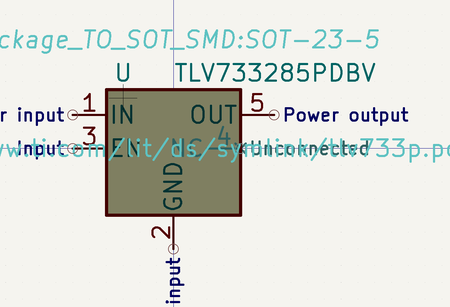 ckage_TO_SOT_SMD:SOT-23-5
U TLV733285PDBV
r input 1 IN OUT 5 Power output
Input 3 EN NC 4 Unconnected
w.ti.com/lit/ds/symlink/tlv733p.pd
GND
2
input